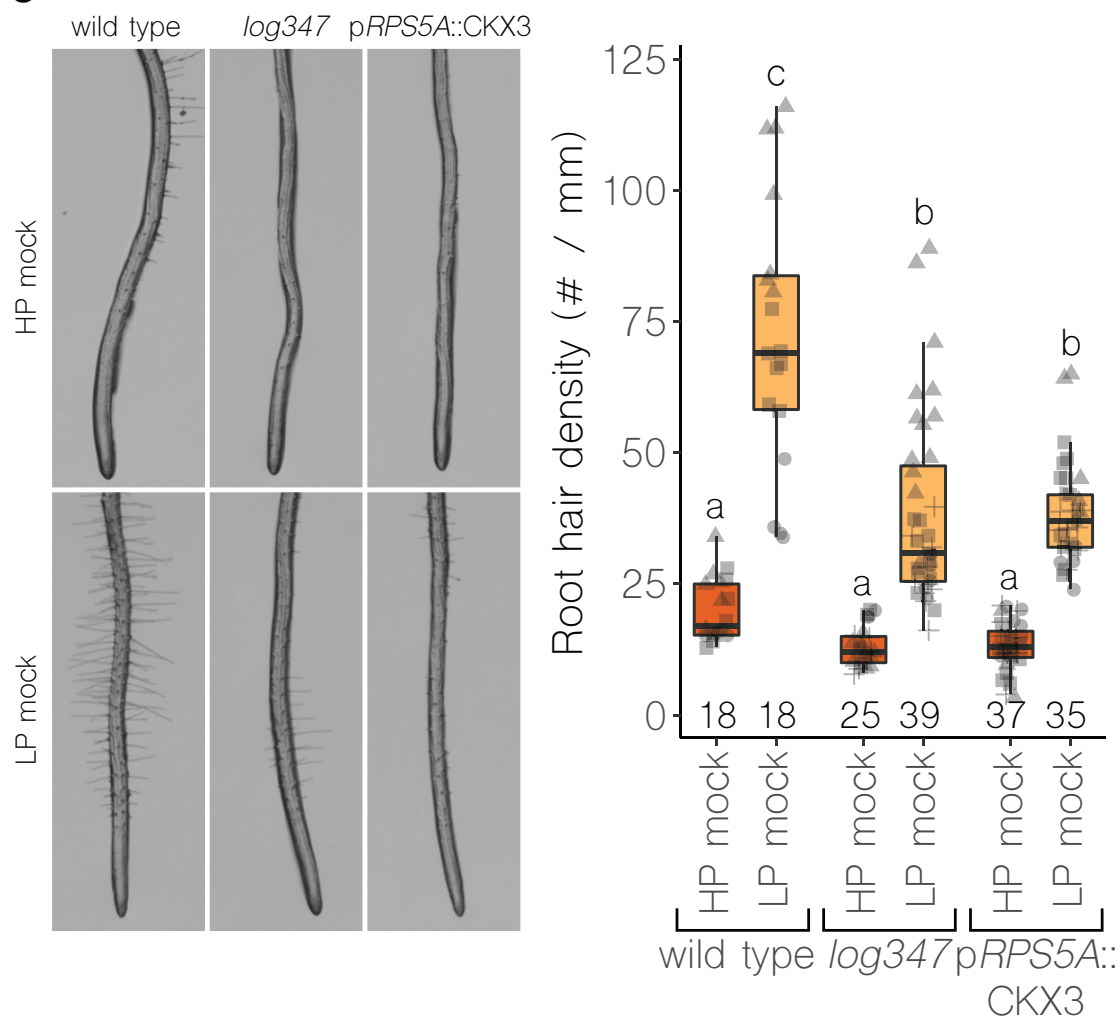 wild type log347 pRPS5A::CKX3
HP mock
LP mock
Root hair density (# / mm)
125
100
75
50
25
0
a
c
a
b
a
b
18 18 25 39 37 35
HP mock LP mock HP mock LP mock HP mock LP mock
wild type log347 pRPS5A::
CKX3